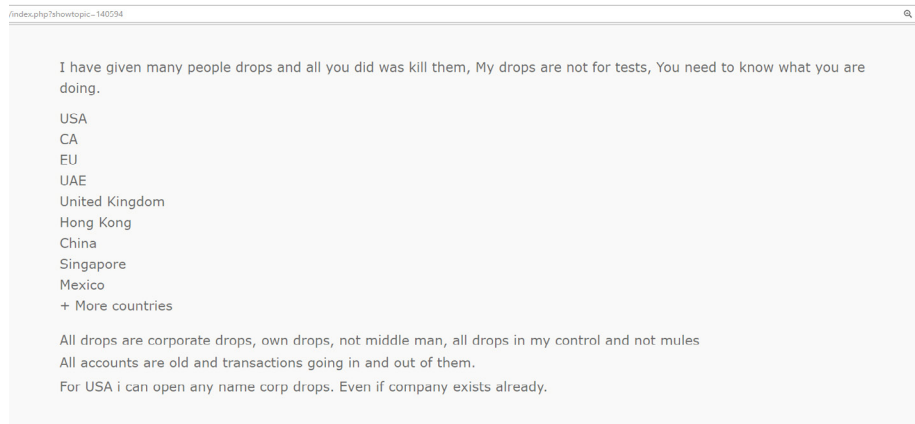 /index.php?showtopic=140594
I have given many people drops and all you did was kill them, My drops are not for tests, You need to know what you are
doing.
USA
CA
EU
UAE
United Kingdom
Hong Kong
China
Singapore
Mexico
+ More countries
All drops are corporate drops, own drops, not middle man, all drops in my control and not mules
All accounts are old and transactions going in and out of them.
For USA i can open any name corp drops. Even if company exists already.